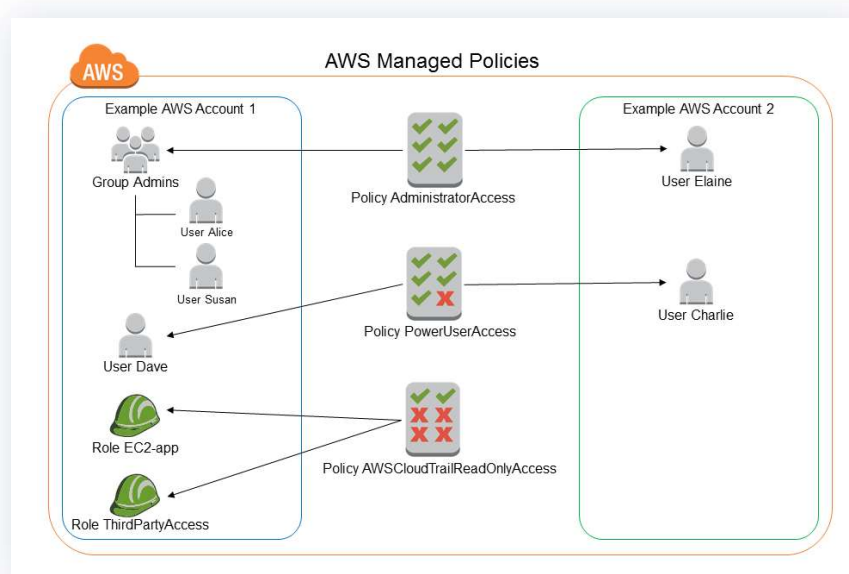 AWS Managed Policies
AWS
Example AWS Account 1
Example AWS Account 2
Group Admins
Policy AdministratorAccess
User Elaine
User Alice
User Susan
Policy PowerUserAccess
User Charlie
User Dave
Role EC2-app
Policy AWSCloudTrailReadOnlyAccess
Role ThirdPartyAccess